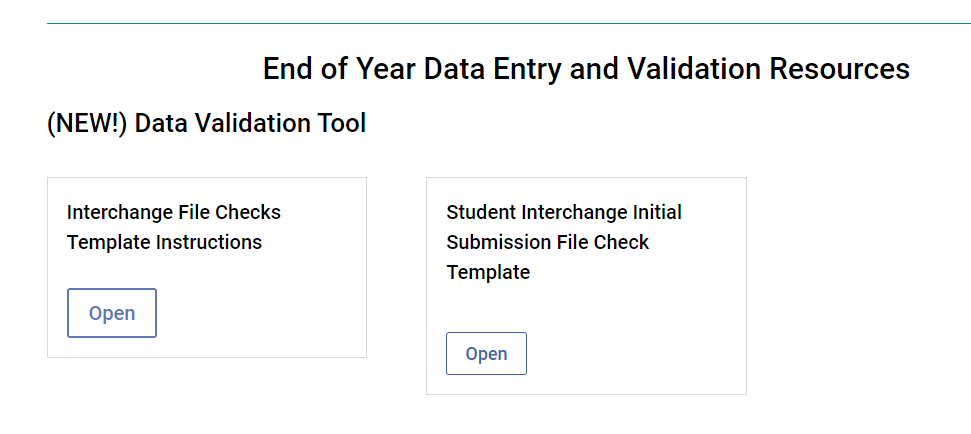 End of Year Data Entry and Validation Resources
(NEW!) Data Validation Tool
Interchange File Checks
Template Instructions
Open
Student Interchange Initial
Submission File Check
Template
Open